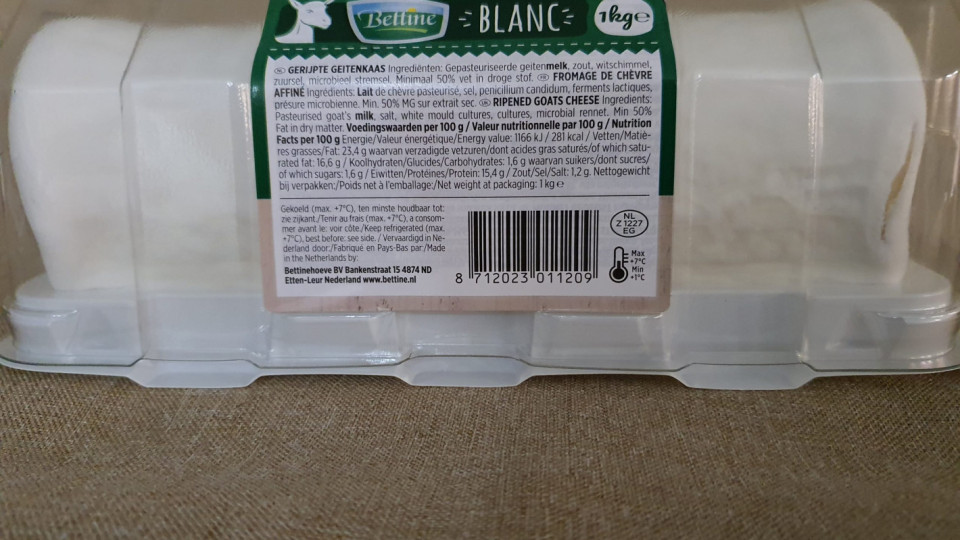 Bettine BLANC 1kg℮
GERIJPTE GEITENKAAS Ingrediënten: Gepasteuriseerde geitenmelk, zout, witschimmel,
zuursel, microbieel stremsel. Minimaal 50% vet in droge stof. FROMAGE DE CHÈVRE
AFFINÉ Ingrédients: Lait de chèvre pasteurisé, sel, penicillium candidum, ferments lactiques,
présure microbienne. Min. 50% MG sur extrait sec. RIPENED GOATS CHEESE Ingredients:
Pasteurised goat's milk, salt, white mould cultures, cultures, microbial rennet. Min 50%
Fat in dry matter. Voedingswaarden per 100 g / Valeur nutritionnelle par 100 g / Nutrition
Facts per 100 g Energie/Valeur énergétique/Energy value: 1166 kJ / 281 kcal / Vetten/Matiè-
res grasses/Fat: 23,4 g waarvan verzadigde vetzuren/dont acides gras saturés/of which satu-
rated fat: 16,6 g / Koolhydraten/Glucides/Carbohydrates: 1,6 g waarvan suikers/dont sucres/
of which sugars: 1,6 g / Eiwitten/Protéines/Protein: 15,4 g / Zout/Sel/Salt: 1,2 g. Nettogewicht
bij verpakken:/Poids net à l'emballage:/Net weight at packaging: 1 kg ℮
Gekoeld (max. +7°C), ten minste houdbaar tot:
zie zijkant./Tenir au frais (max. +7°C), a consom-
mer avant le: voir côte./Keep refrigerated (max.
+7°C), best before: see side. / Vervaardigd in Ne-
derland door:/Fabriqué en Pays-Bas par:/Made
in the Netherlands by:
Bettinehoeve BV Bankenstraat 15 4874 ND
Etten-Leur Nederland www.bettine.nl
8 712023 011209
NL
Z 1227
EG
Max
+7°C
Min
+1°C